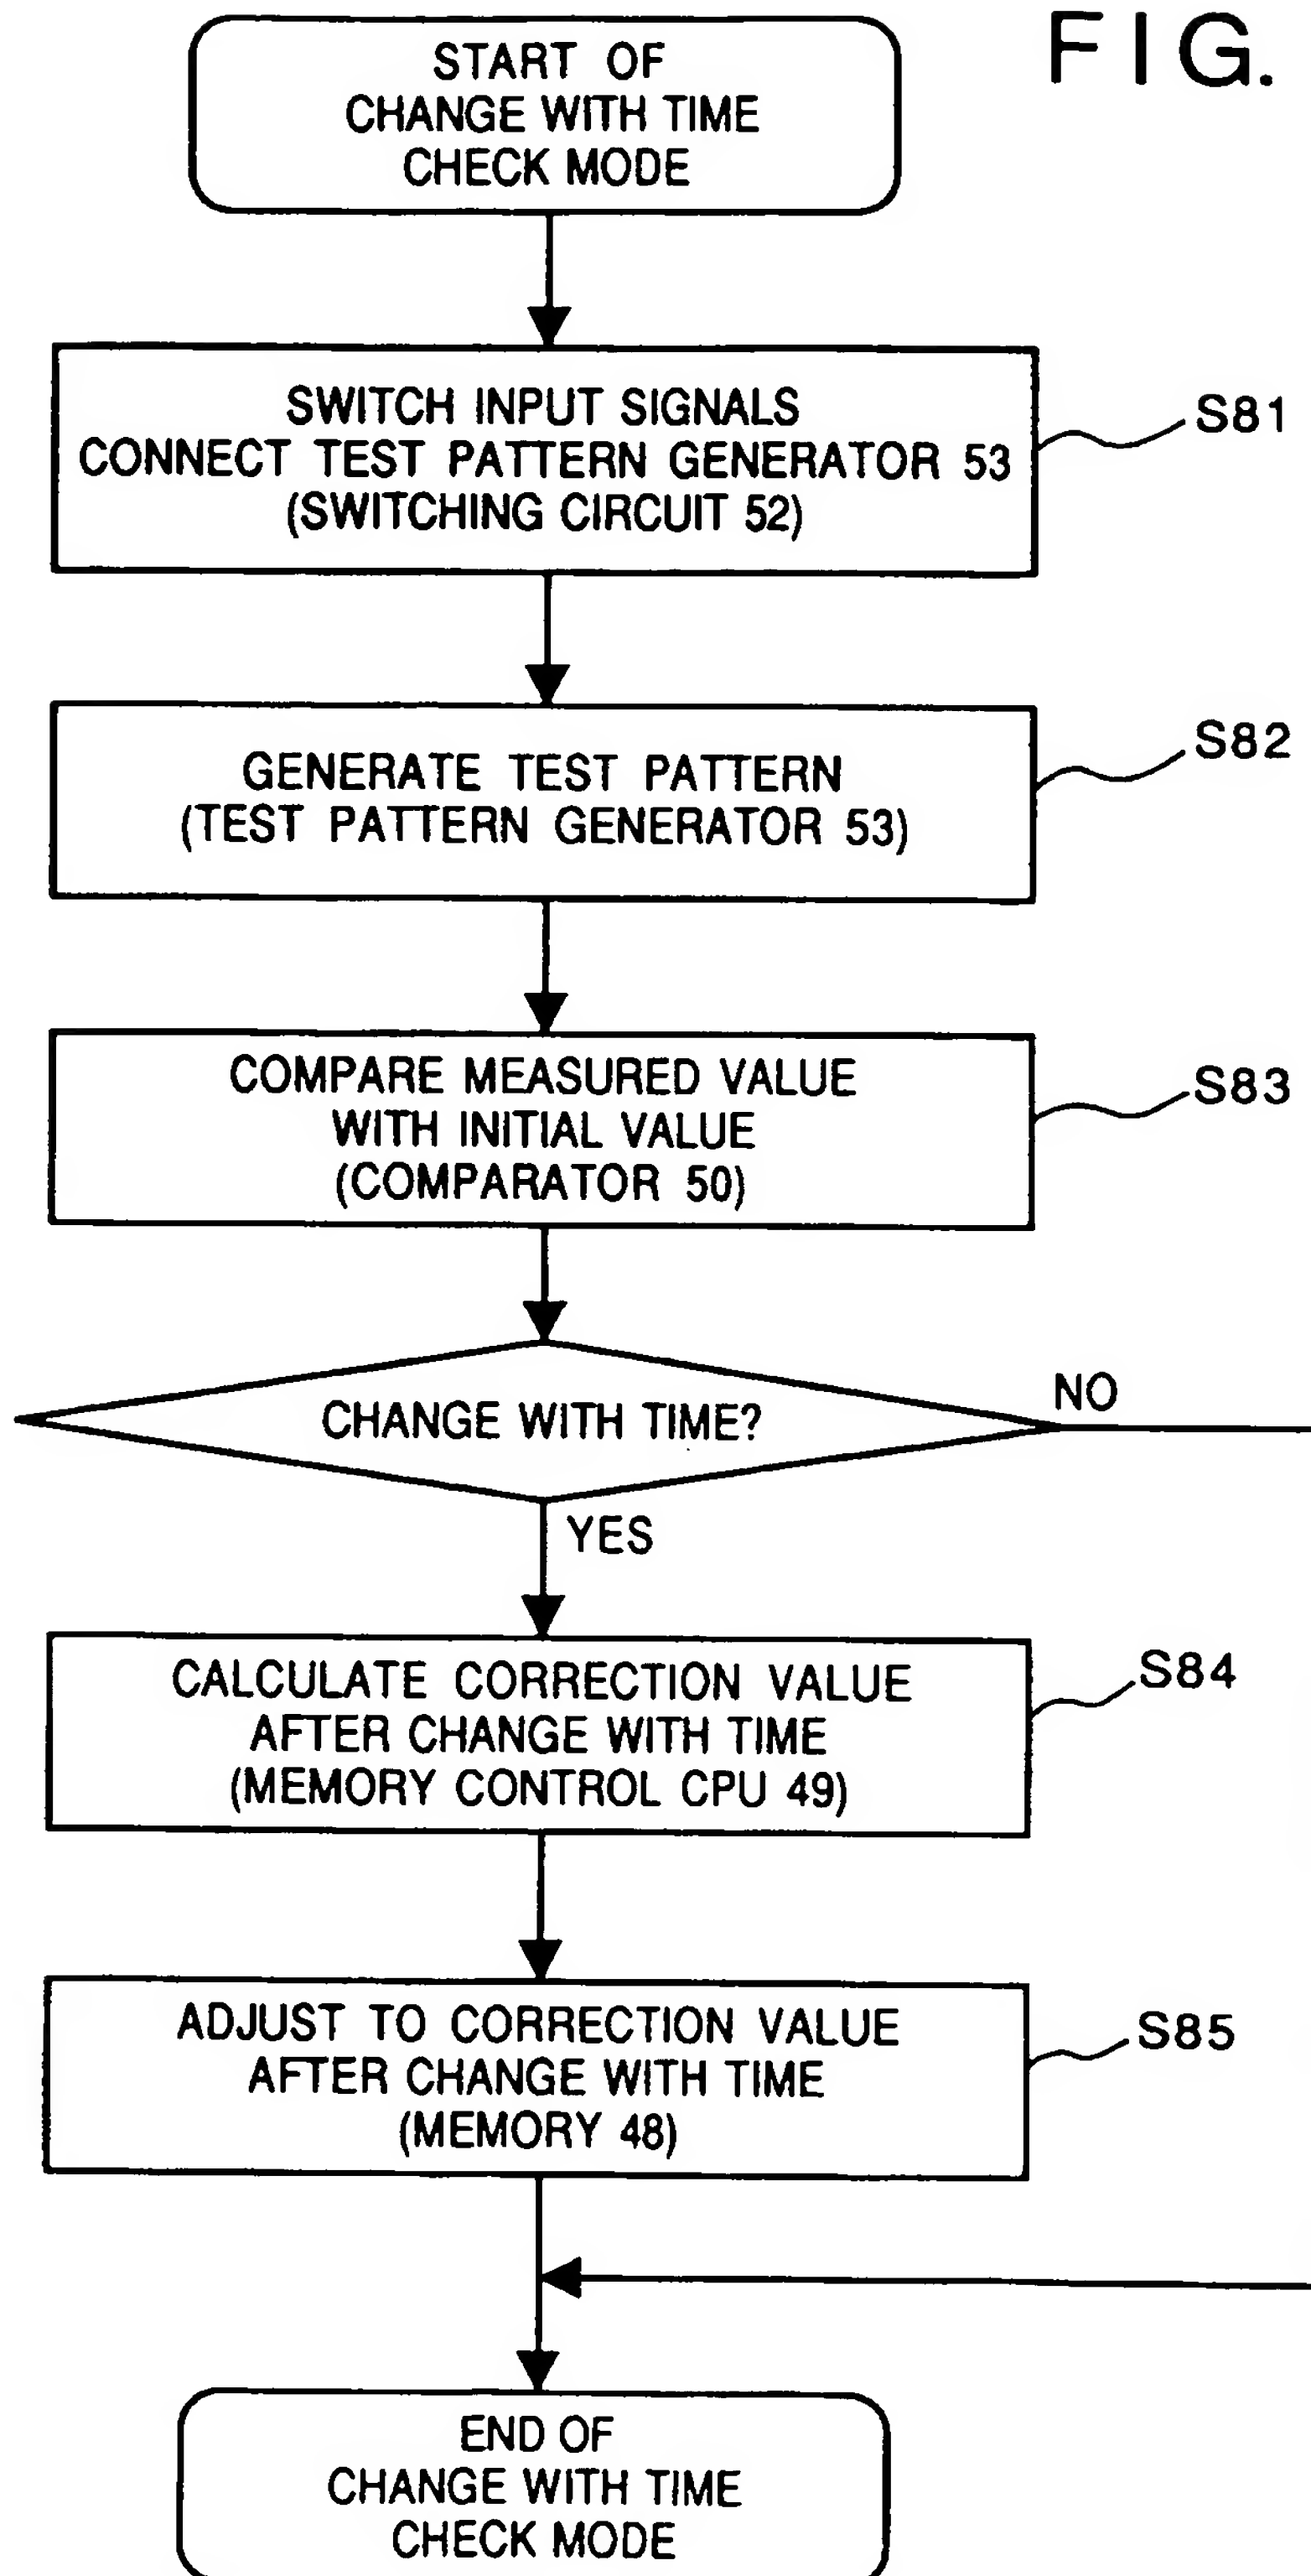 FIG.
START OF
CHANGE WITH TIME
CHECK MODE
SWITCH INPUT SIGNALS
CONNECT TEST PATTERN GENERATOR 53
(SWITCHING CIRCUIT 52)
S81
GENERATE TEST PATTERN
(TEST PATTERN GENERATOR 53)
S82
COMPARE MEASURED VALUE
WITH INITIAL VALUE
(COMPARATOR 50)
S83
CHANGE WITH TIME?
NO
YES
CALCULATE CORRECTION VALUE
AFTER CHANGE WITH TIME
(MEMORY CONTROL CPU 49)
S84
ADJUST TO CORRECTION VALUE
AFTER CHANGE WITH TIME
(MEMORY 48)
S85
END OF
CHANGE WITH TIME
CHECK MODE